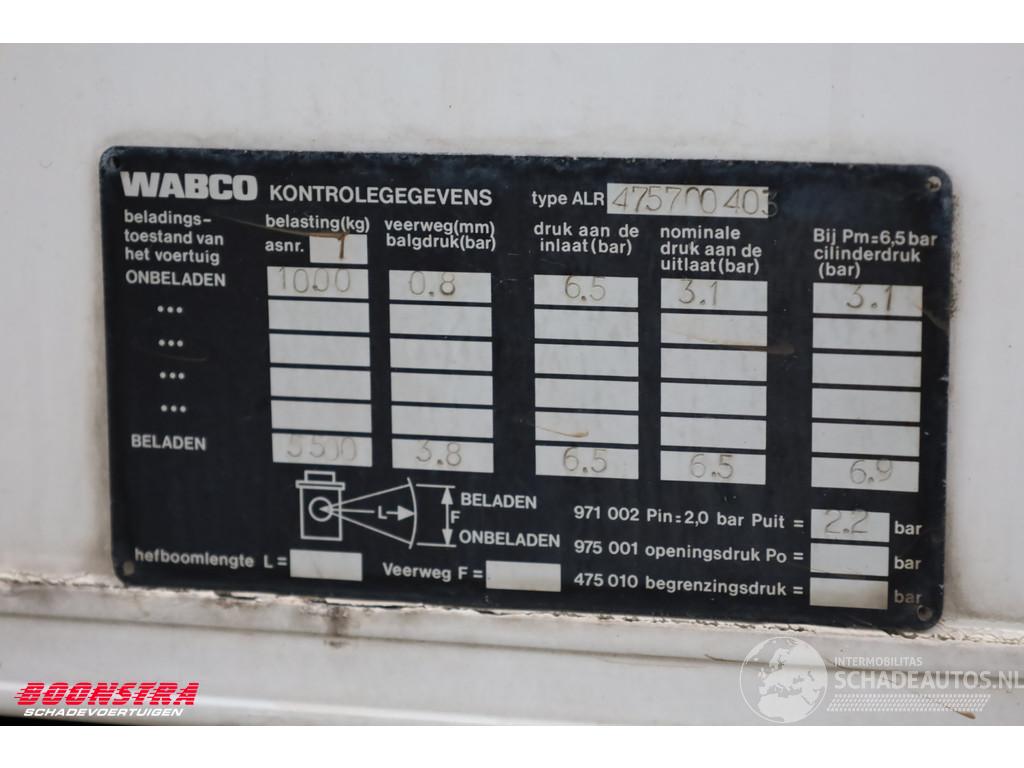 WABCO KONTROLEGEGEVENS type ALR 475700403
beladings-
toestand van
het voertuig
belasting(kg)
asnr. 1
veerweg(mm)
balgdruk(bar)
druk aan de
inlaat(bar)
nominale
druk aan de
uitlaat(bar)
Bij Pm=6,5bar
cilinderdruk
(bar)
ONBELADEN 1000 0.8 6.5 3.1 3.1
...
...
...
...
BELADEN 5500 3.8 6.5 6.5 6.9
L F
BELADEN
ONBELADEN
hefboomlengte L= Veerweg F=
971 002 Pin=2,0 bar Puit = 2.2 bar
975 001 openingsdruk Po = bar
475 010 begrenzingsdruk = bar
BOONSTRA
SCHADEVOERTUIGEN
INTERMOBILITAS
SCHADEAUTOS.NL